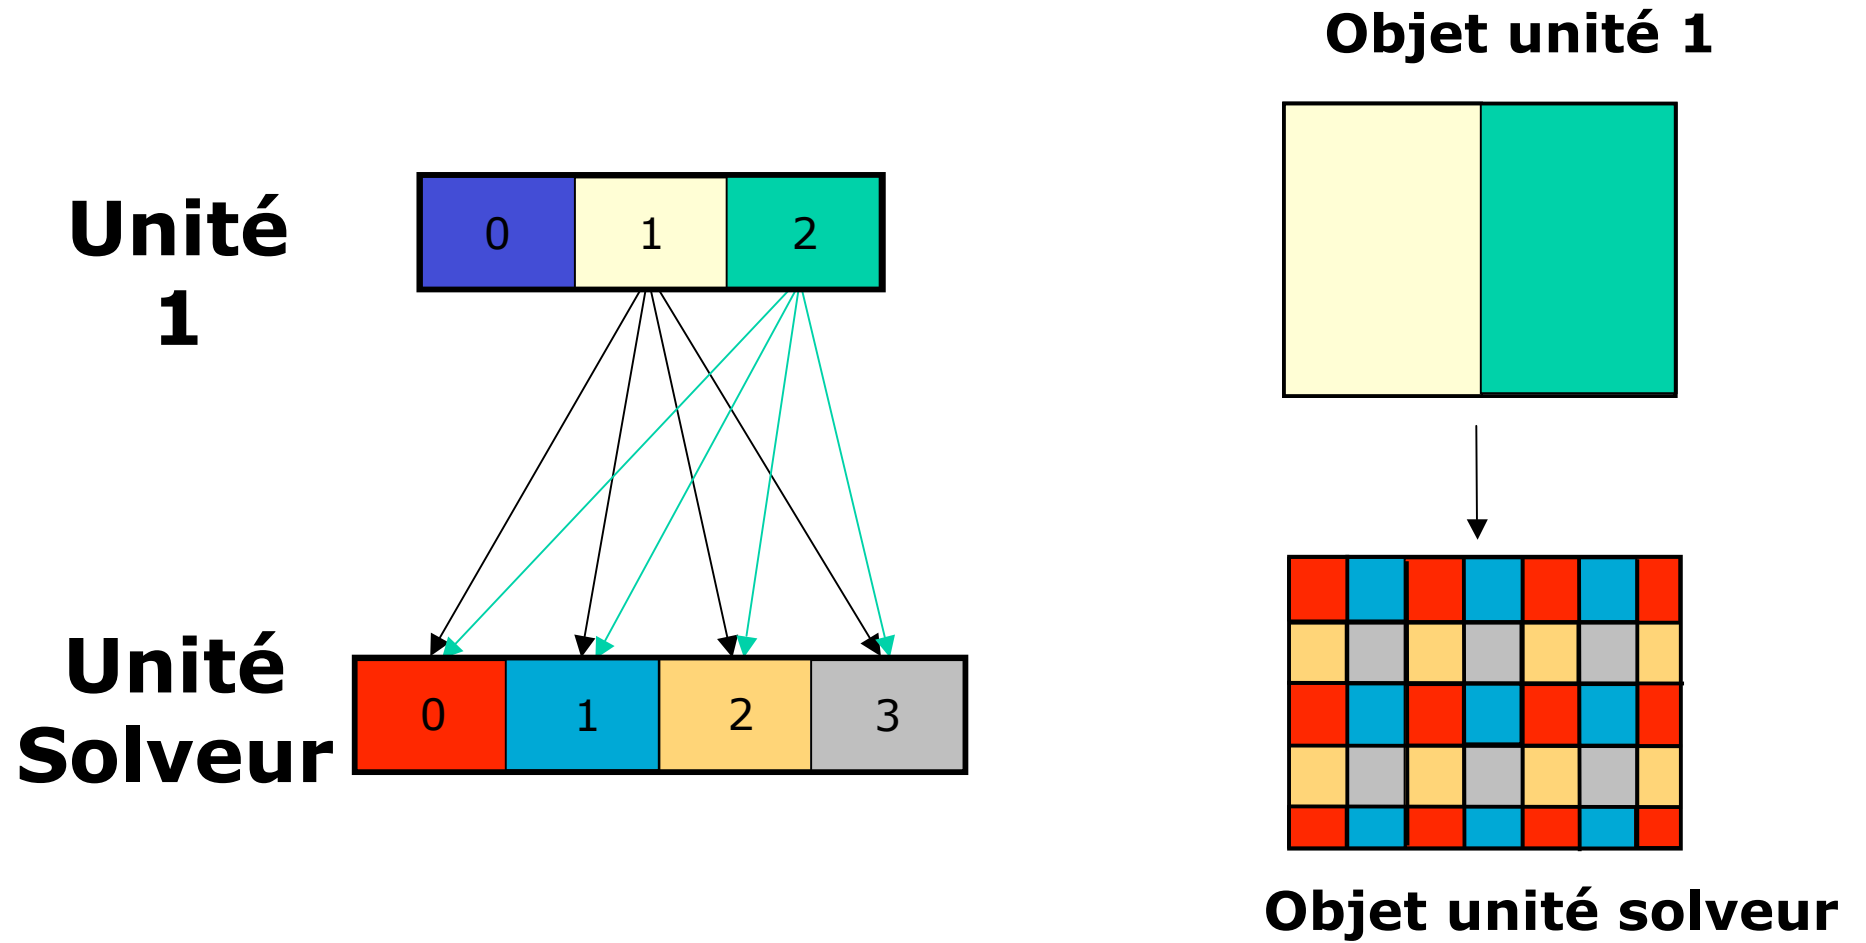 Objet unité 1
Unité
1
0 1 2
Unité
Solveur
0 1 2 3
Objet unité solveur